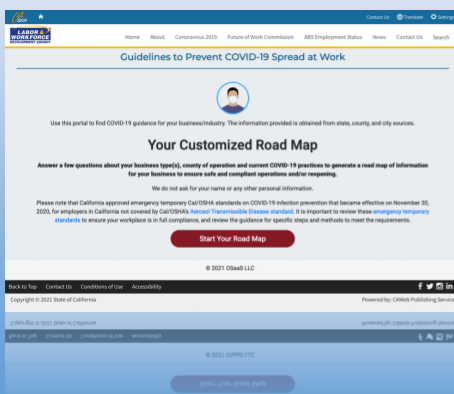 CA
.GOV
Contact Us Translate Settings
LABOR &
WORKFORCE
DEVELOPMENT AGENCY
Home About Coronavirus 2019 Future of Work Commission ABS Employment Status News Contact Us Search
Guidelines to Prevent COVID-19 Spread at Work
Use this portal to find COVID-19 guidance for your business/industry. The information provided is obtained from state, county, and city sources.
Your Customized Road Map
Answer a few questions about your business type(s), county of operation and current COVID-19 practices to generate a road map of information
for your business to ensure safe and compliant operations and/or reopening.
We do not ask for your name or any other personal information.
Please note that California approved emergency temporary Cal/OSHA standards on COVID-19 infection prevention that became effective on November 30,
2020, for employers in California not covered by Cal/OSHA's Aerosol Transmissible Disease standard. It is important to review these emergency temporary
standards to ensure your workplace is in full compliance, and review the guidance for specific steps and methods to meet the requirements.
Start Your Road Map
© 2021 OSaaS LLC
Back to Top Contact Us Conditions of Use Accessibility
Copyright © 2021 State of California Powered by: CAWeb Publishing Service